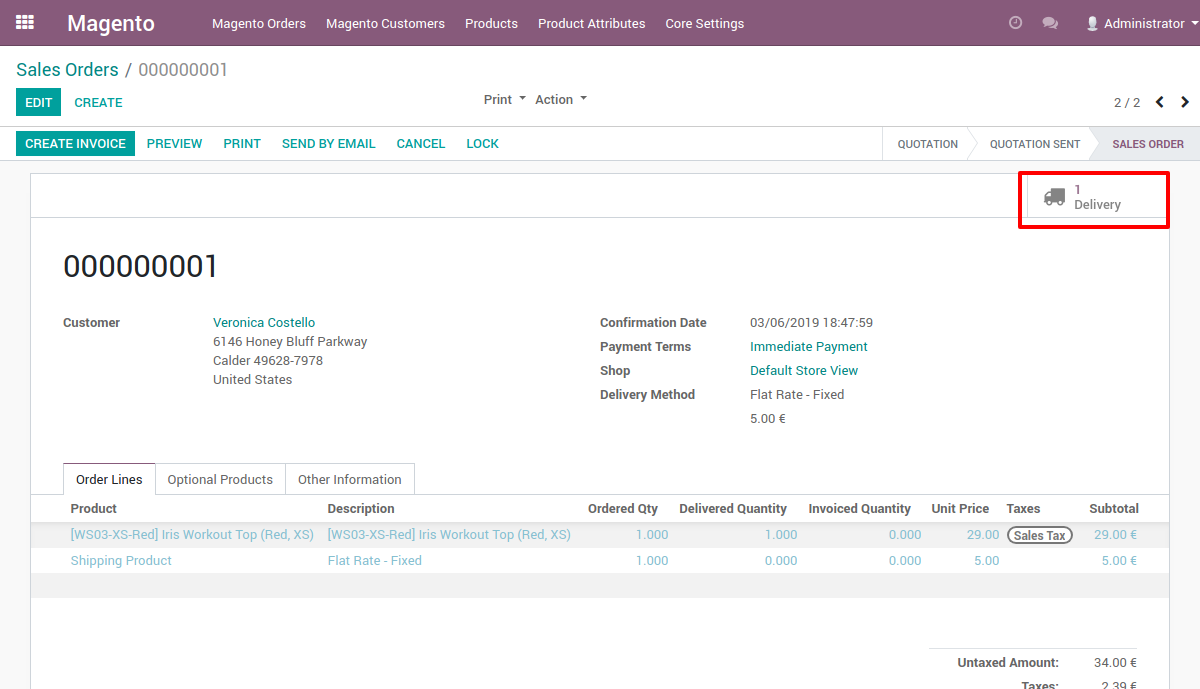 Magento Magento Orders Magento Customers Products Product Attributes Core Settings Administrator
Sales Orders / 000000001
EDIT CREATE Print Action 2 / 2
CREATE INVOICE PREVIEW PRINT SEND BY EMAIL CANCEL LOCK QUOTATION QUOTATION SENT SALES ORDER
1
Delivery
000000001
Customer Veronica Costello
6146 Honey Bluff Parkway
Calder 49628-7978
United States
Confirmation Date 03/06/2019 18:47:59
Payment Terms Immediate Payment
Shop Default Store View
Delivery Method Flat Rate - Fixed
5.00 €
Order Lines Optional Products Other Information
Product Description Ordered Qty Delivered Quantity Invoiced Quantity Unit Price Taxes Subtotal
[WS03-XS-Red] Iris Workout Top (Red, XS) [WS03-XS-Red] Iris Workout Top (Red, XS) 1.000 1.000 0.000 29.00 Sales Tax 29.00 €
Shipping Product Flat Rate - Fixed 1.000 0.000 0.000 5.00 5.00 €
Untaxed Amount: 34.00 €
Taxes: 2.39 €